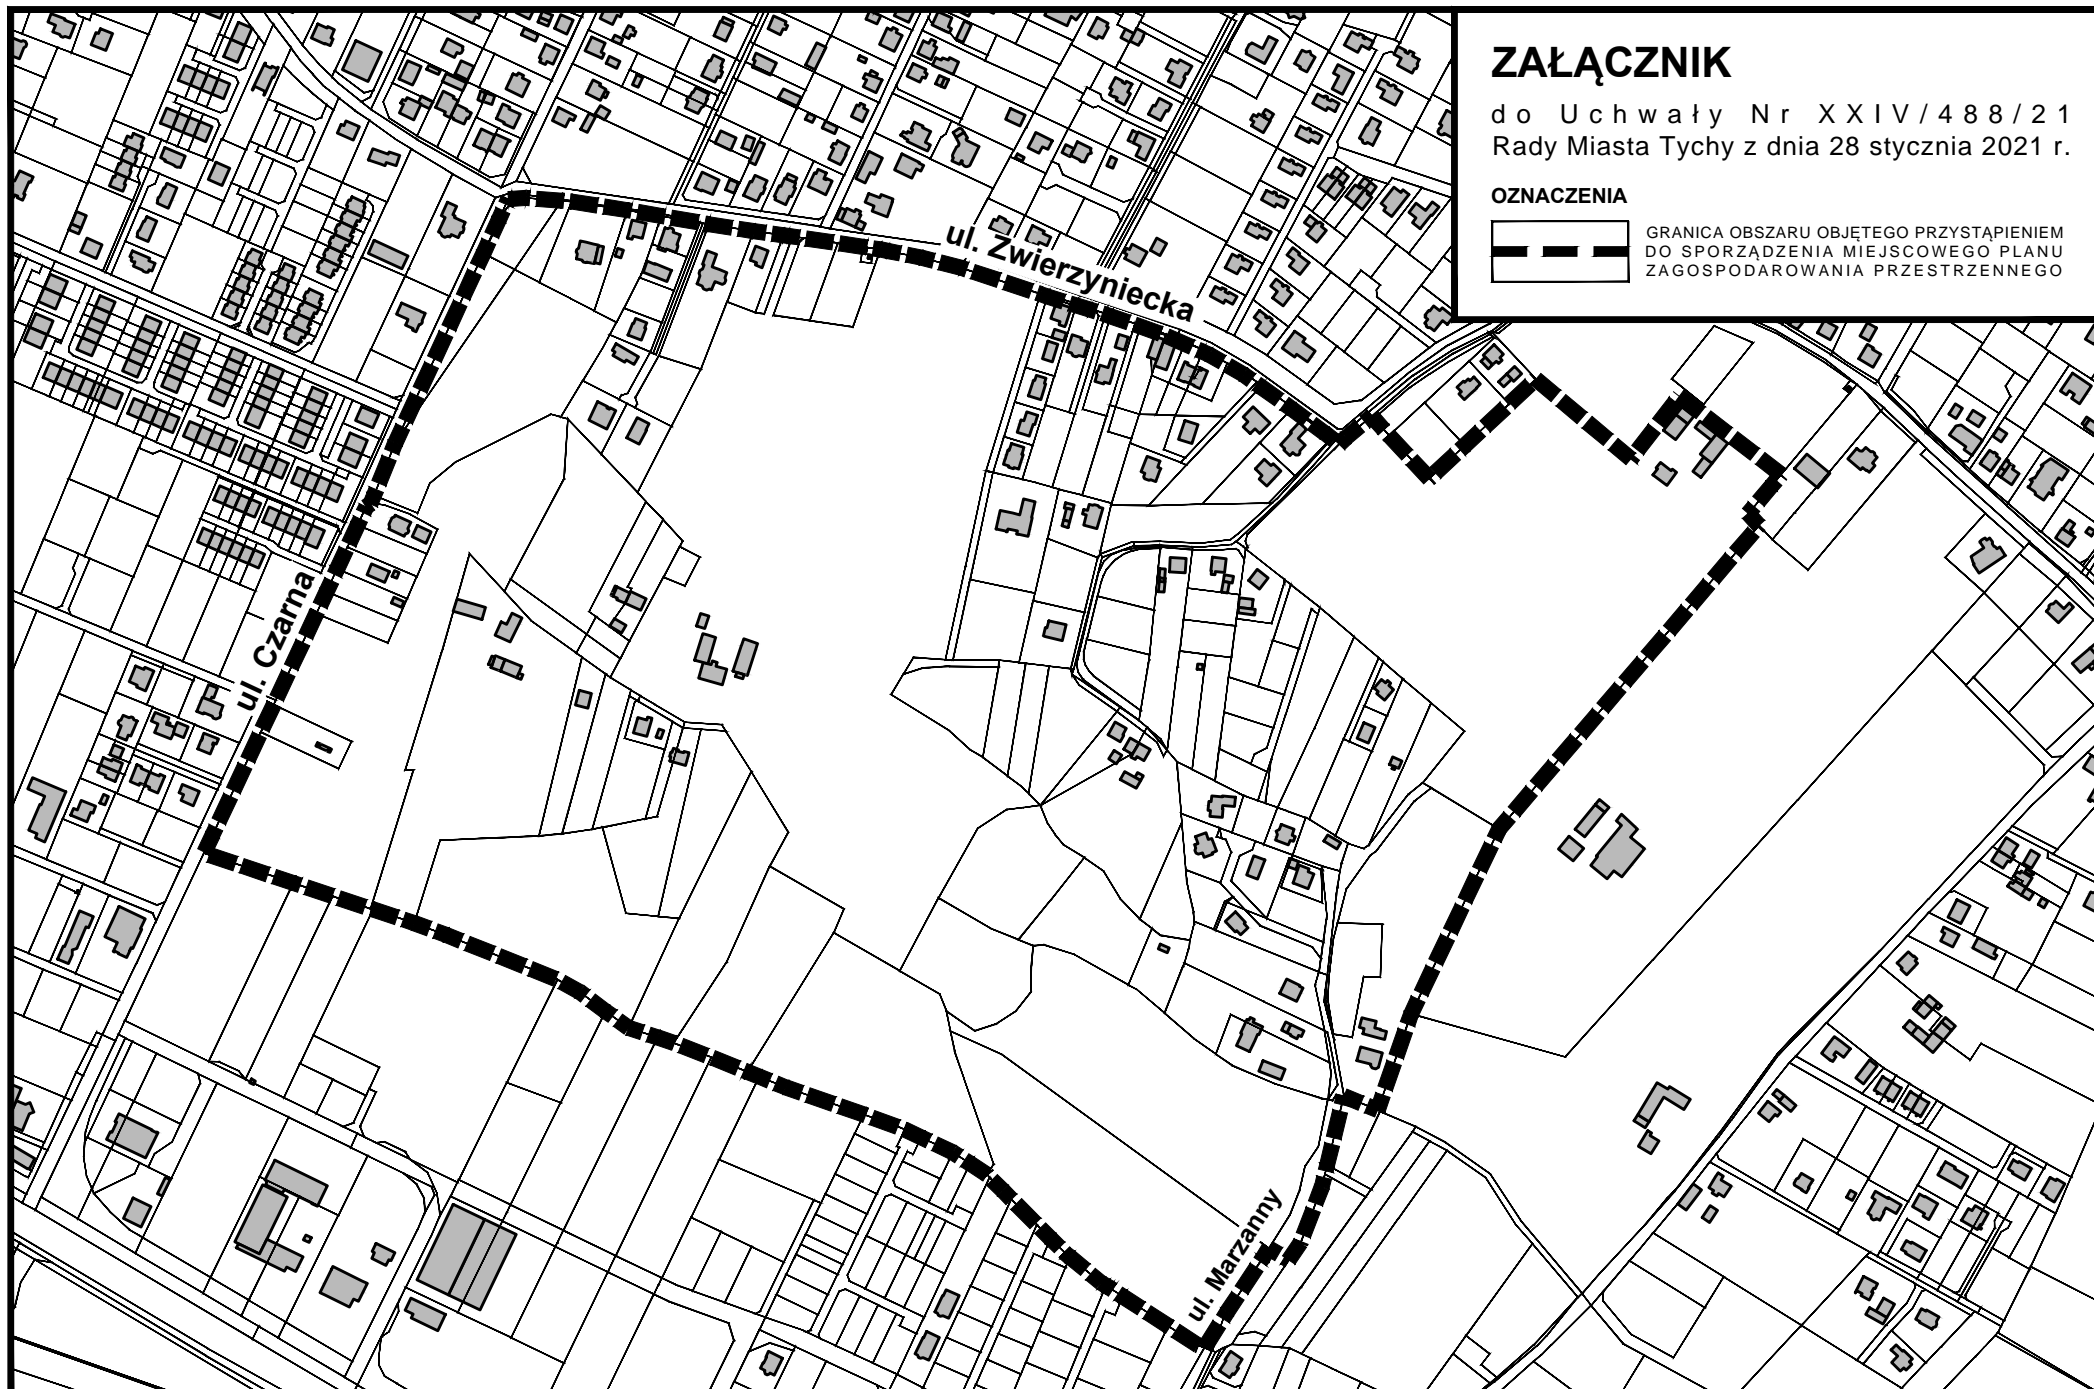 ZAŁĄCZNIK
do Uchwały Nr XXIV/488/21
Rady Miasta Tychy z dnia 28 stycznia 2021 r.
OZNACZENIA
GRANICA OBSZARU OBJĘTEGO PRZYSTĄPIENIEM
DO SPORZĄDZENIA MIEJSCOWEGO PLANU
ZAGOSPODAROWANIA PRZESTRZENNEGO
ul. Zwierzyniecka
ul. Czarna
ul. Marzanny